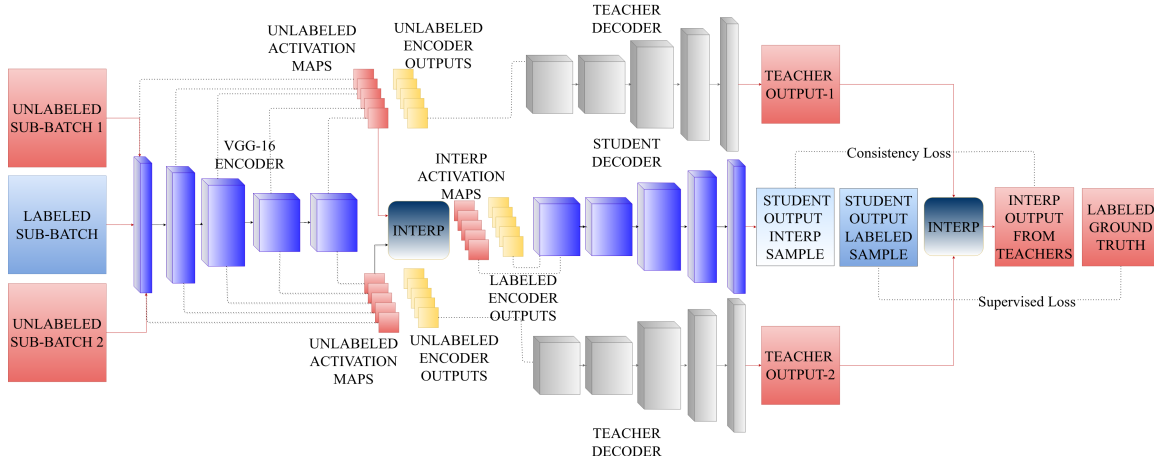 TEACHER
DECODER
UNLABELED
ACTIVATION
MAPS
UNLABELED
ENCODER
OUTPUTS
UNLABELED
SUB-BATCH 1
TEACHER
OUTPUT-1
VGG-16
ENCODER
STUDENT
DECODER
INTERP
ACTIVATION
MAPS
Consistency Loss
LABELED
SUB-BATCH
INTERP
STUDENT
OUTPUT
INTERP
SAMPLE
STUDENT
OUTPUT
LABELED
SAMPLE
INTERP
INTERP
OUTPUT
FROM
TEACHERS
LABELED
GROUND
TRUTH
LABELED
ENCODER
OUTPUTS
Supervised Loss
UNLABELED
SUB-BATCH 2
UNLABELED
ACTIVATION
MAPS
UNLABELED
ENCODER
OUTPUTS
TEACHER
OUTPUT-2
TEACHER
DECODER